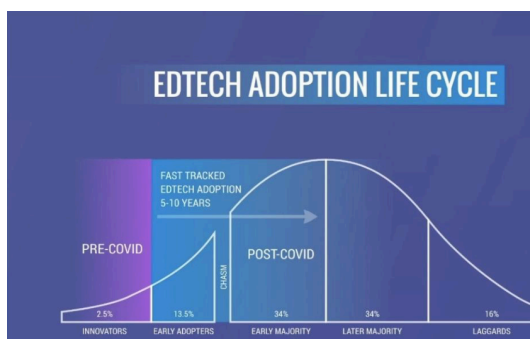 EDTECH ADOPTION LIFE CYCLE
FAST TRACKED
EDTECH ADOPTION
5-10 YEARS
PRE-COVID
CHASM
POST-COVID
2.5%
13.5%
34%
34%
16%
INNOVATORS
EARLY ADOPTERS
EARLY MAJORITY
LATER MAJORITY
LAGGARDS